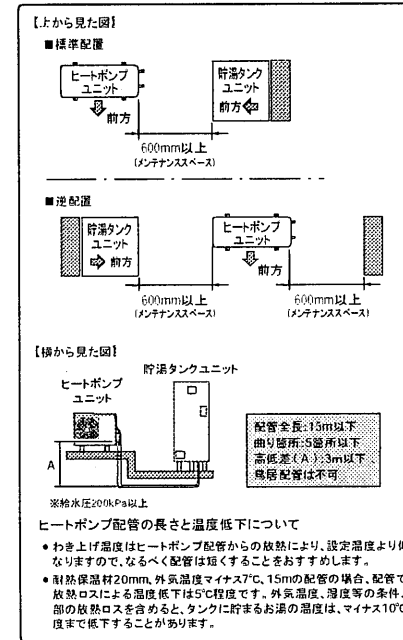 【上から見た図】
■標準配置
ヒートポンプ
ユニット
前方
貯湯タンク
ユニット
前方
600mm以上
(メンテナンススペース)
■逆配置
貯湯タンク
ユニット
前方
ヒートポンプ
ユニット
前方
600mm以上
(メンテナンススペース)
600mm以上
(メンテナンススペース)
【横から見た図】
貯湯タンクユニット
ヒートポンプ
ユニット
A
配管全長:15m以下
曲り箇所:5箇所以下
高低差(A):3m以下
鳥居配管は不可
※給水圧200kPa以上
ヒートポンプ配管の長さと温度低下について
●わき上げ温度はヒートポンプ配管からの放熱により、設定温度より低
なりますので、なるべく配管は短くすることをおすすめします。
●耐熱保温材20mm、外気温度マイナス7℃、15mの配管の場合、配管で
放熱ロスによる温度低下は5℃程度です。外気温度、湿度等の条件、
部の放熱ロスを含めると、タンクに貯まるお湯の温度は、マイナス10℃
度まで低下することがあります。